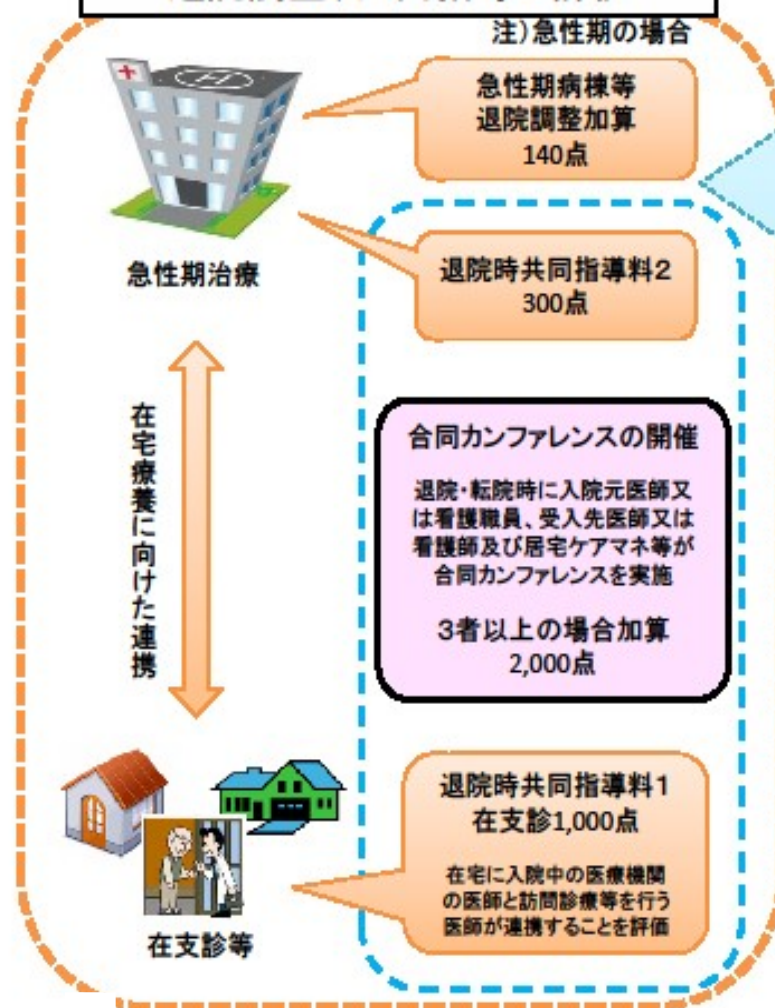 注)急性期の場合
急性期病棟等
退院調整加算
140点
退院時共同指導料2
300点
急性期治療
在宅療養に向けた連携
合同カンファレンスの開催
退院・転院時に入院元医師又
は看護職員、受入先医師又は
看護師及び居宅ケアマネ等が
合同カンファレンスを実施
3者以上の場合加算
2,000点
退院時共同指導料1
在支診1,000点
在宅に入院中の医療機関
の医師と訪問診療等を行う
医師が連携することを評価
在支診等
H